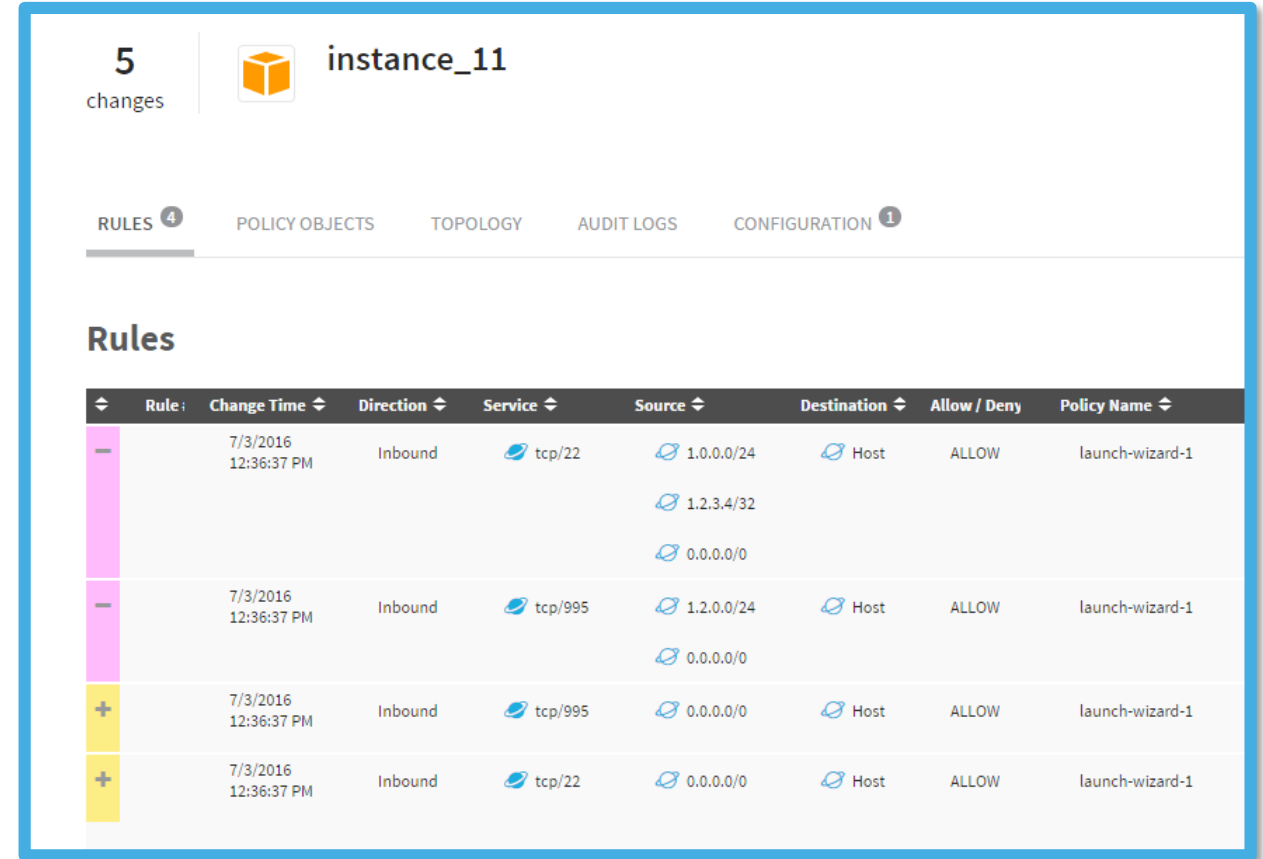 5
changes
instance_11
RULES 4 POLICY OBJECTS TOPOLOGY AUDIT LOGS CONFIGURATION 1
Rules
Rule Change Time Direction Service Source Destination Allow / Deny Policy Name
7/3/2016
12:36:37 PM Inbound tcp/22 1.0.0.0/24 Host ALLOW launch-wizard-1
1.2.3.4/32
0.0.0.0/0
7/3/2016
12:36:37 PM Inbound tcp/995 1.2.0.0/24 Host ALLOW launch-wizard-1
0.0.0.0/0
7/3/2016
12:36:37 PM Inbound tcp/995 0.0.0.0/0 Host ALLOW launch-wizard-1
7/3/2016
12:36:37 PM Inbound tcp/22 0.0.0.0/0 Host ALLOW launch-wizard-1